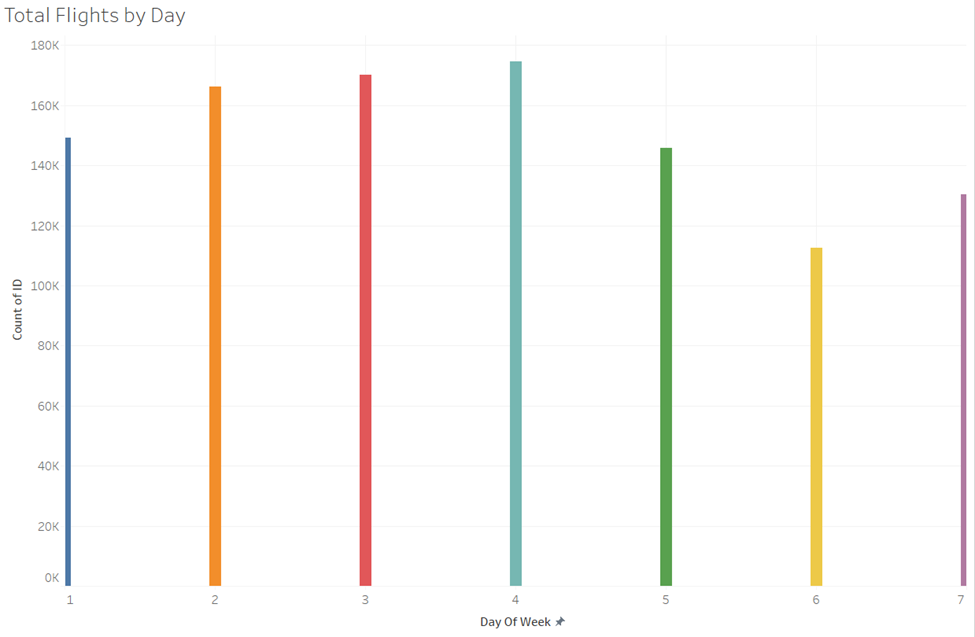 Total Flights by Day
180K
160K
140K
120K
100K
80K
60K
40K
20K
0K
Count of ID
1 2 3 4 5 6 7
Day Of Week